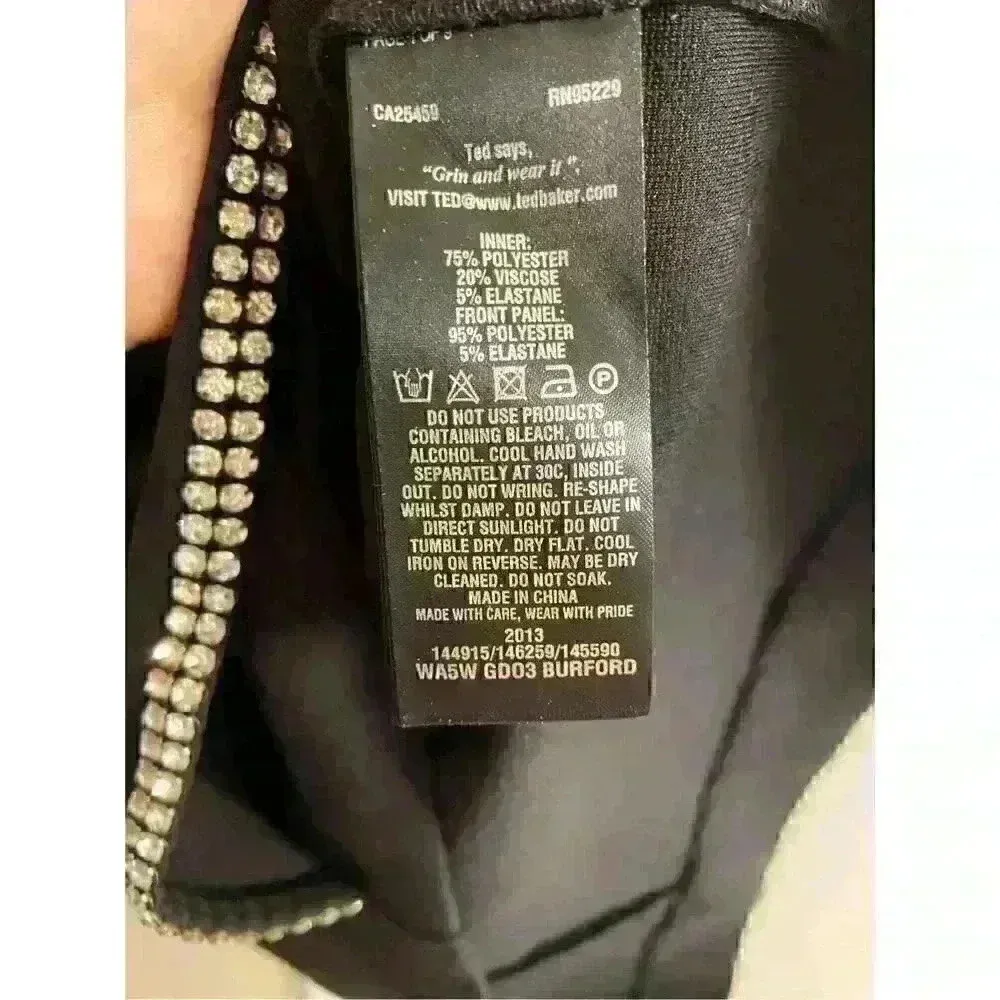 CA25459
RN95229
Ted says,
"Grin and wear it".
VISIT TED@www.tedbaker.com
INNER:
75% POLYESTER
20% VISCOSE
5% ELASTANE
FRONT PANEL:
95% POLYESTER
5% ELASTANE
P
DO NOT USE PRODUCTS
CONTAINING BLEACH, OIL OR
ALCOHOL. COOL HAND WASH
SEPARATELY AT 30C, INSIDE
OUT. DO NOT WRING. RE-SHAPE
WHILST DAMP. DO NOT LEAVE IN
DIRECT SUNLIGHT. DO NOT
TUMBLE DRY. DRY FLAT. COOL
IRON ON REVERSE. MAY BE DRY
CLEANED. DO NOT SOAK.
MADE IN CHINA
MADE WITH CARE, WEAR WITH PRIDE
2013
144915/146259/145590
WA5W GD03 BURFORD